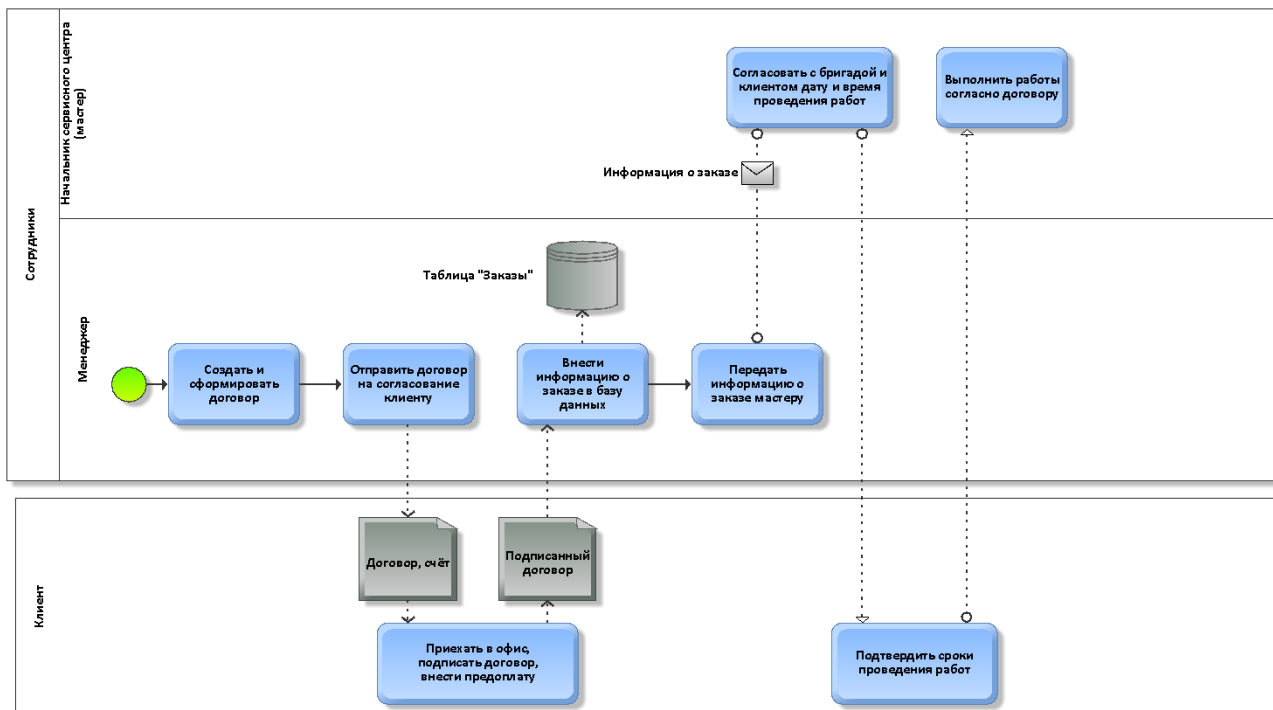 Сотрудники
Начальник сервисного центра
(мастер)
Согласовать с бригадой и
клиентом дату и время
проведения работ
Выполнить работы
согласно договору
Информация о заказе
Менеджер
Таблица "Заказы"
Создать и
сформировать
договор
Отправить договор
на согласование
клиенту
Внести
информацию о
заказе в базу
данных
Передать
информацию о
заказе мастеру
Клиент
Договор, счёт
Подписанный
договор
Приехать в офис,
подписать договор,
внести предоплату
Подтвердить сроки
проведения работ